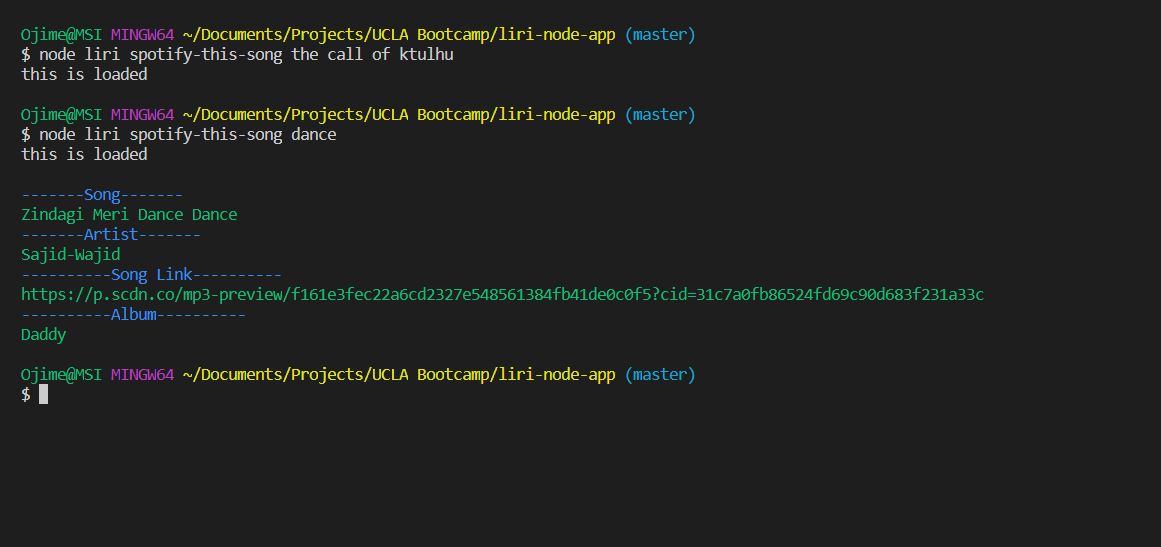 Ojime@MSI MINGW64 ~/Documents/Projects/UCLA Bootcamp/liri-node-app (master)
$ node liri spotify-this-song the call of ktulhu
this is loaded
Ojime@MSI MINGW64 ~/Documents/Projects/UCLA Bootcamp/liri-node-app (master)
$ node liri spotify-this-song dance
this is loaded
-------Song-------
Zindagi Meri Dance Dance
-------Artist-------
Sajid-Wajid
----------Song Link----------
https://p.scdn.co/mp3-preview/f161e3fec22a6cd2327e548561384fb41de0c0f5?cid=31c7a0fb86524fd69c90d683f231a33c
----------Album----------
Daddy
Ojime@MSI MINGW64 ~/Documents/Projects/UCLA Bootcamp/liri-node-app (master)
$